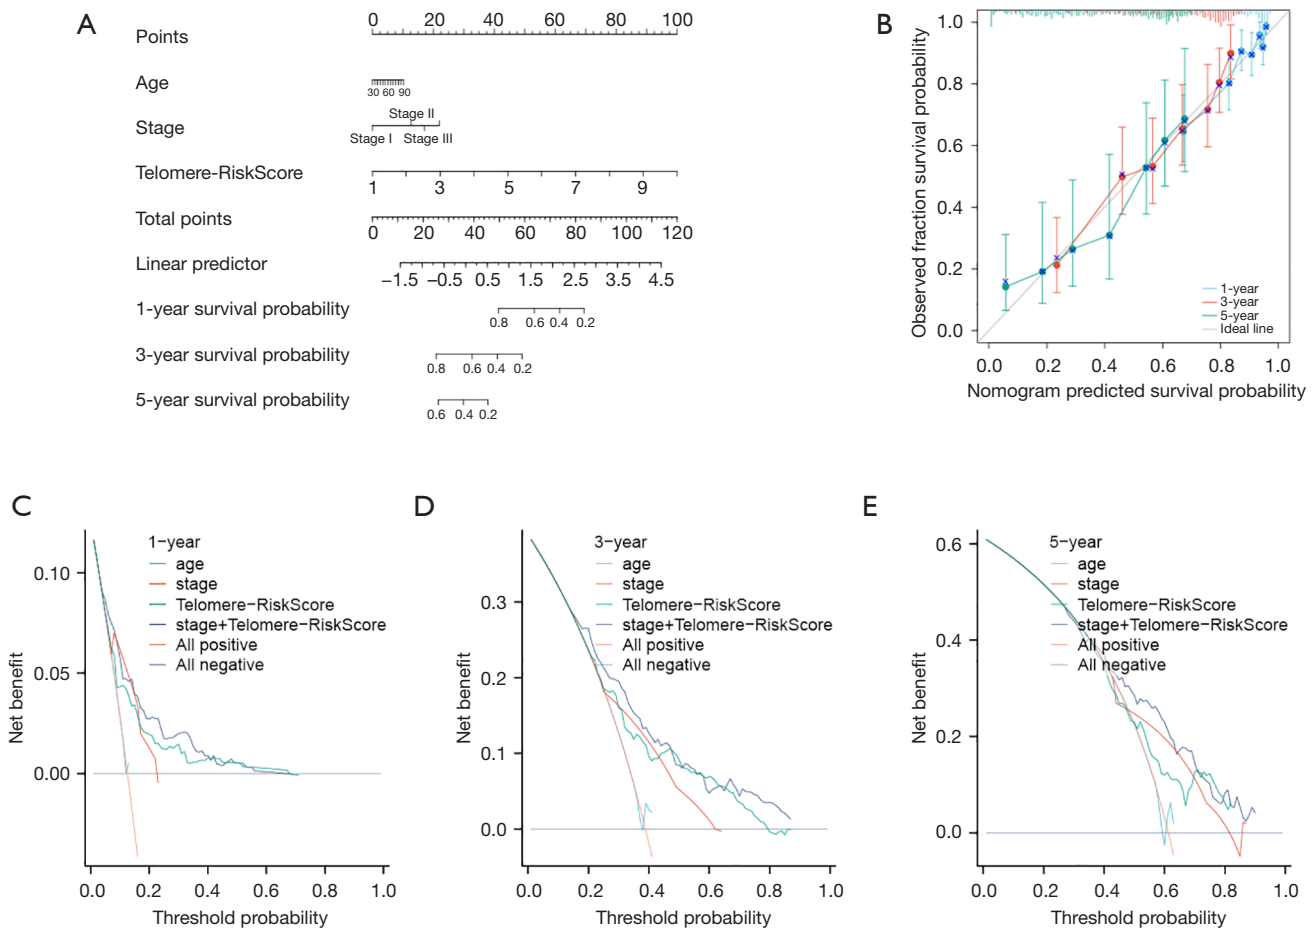 A
Points
0 20 40 60 80 100
Age
30 60 90
Stage
Stage II
Stage I Stage III
Telomere-RiskScore
1 3 5 7 9
Total points
0 20 40 60 80 100 120
Linear predictor
−1.5 −0.5 0.5 1.5 2.5 3.5 4.5
1-year survival probability
0.8 0.6 0.4 0.2
3-year survival probability
0.8 0.6 0.4 0.2
5-year survival probability
0.6 0.4 0.2
B
Observed fraction survival probability
1.0
0.8
0.6
0.4
0.2
0.0
1-year
3-year
5-year
Ideal line
0.0 0.2 0.4 0.6 0.8 1.0
Nomogram predicted survival probability
C
Net benefit
0.10
0.05
0.00
1−year
age
stage
Telomere−RiskScore
stage+Telomere−RiskScore
All positive
All negative
0.0 0.2 0.4 0.6 0.8 1.0
Threshold probability
D
Net benefit
0.3
0.2
0.1
0.0
3−year
age
stage
Telomere−RiskScore
stage+Telomere−RiskScore
All positive
All negative
0.0 0.2 0.4 0.6 0.8 1.0
Threshold probability
E
Net benefit
0.6
0.4
0.2
0.0
5−year
age
stage
Telomere−RiskScore
stage+Telomere−RiskScore
All positive
All negative
0.0 0.2 0.4 0.6 0.8 1.0
Threshold probability